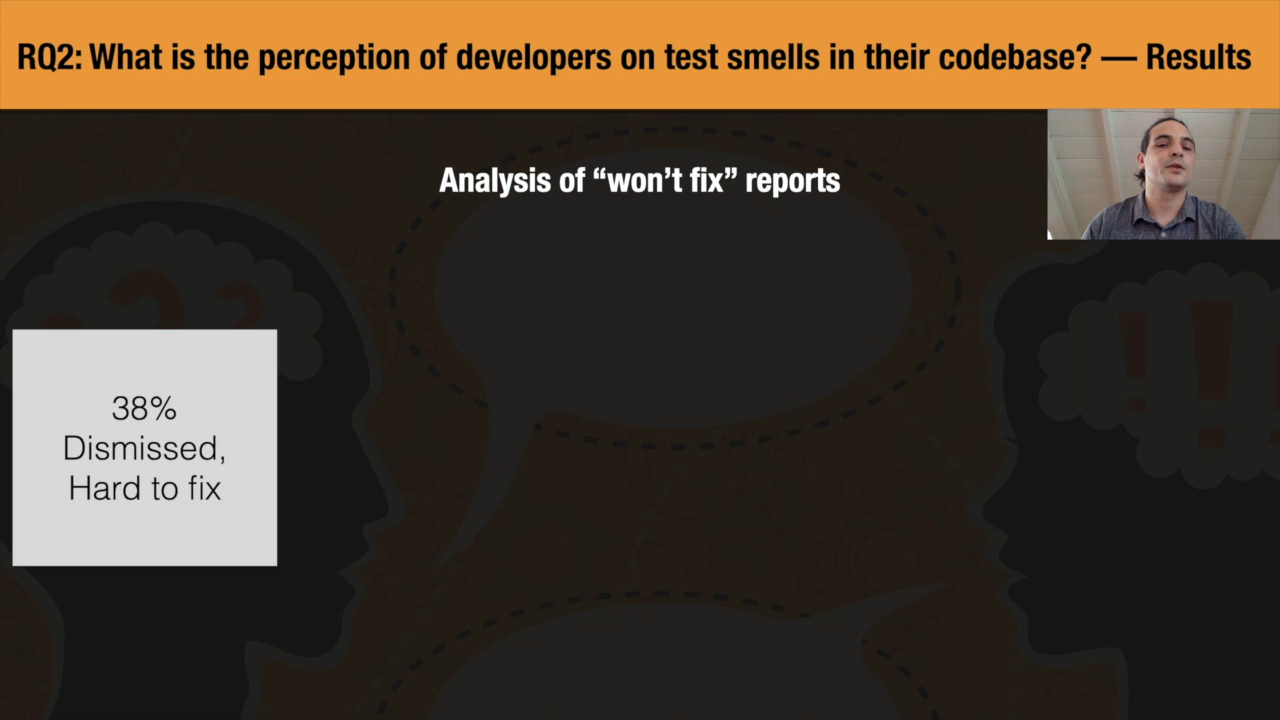 RQ2: What is the perception of developers on test smells in their codebase? — Results
Analysis of “won’t fix” reports
38%
Dismissed,
Hard to fix